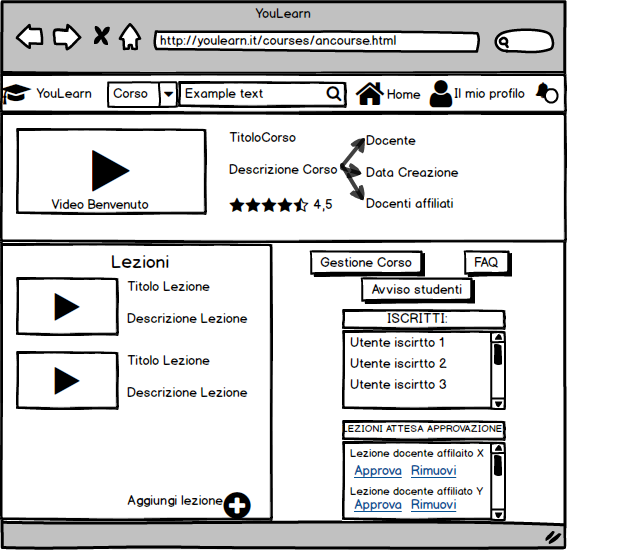 YouLearn
http://youlearn.it/courses/ancourse.html
YouLearn Corso Example text Home Il mio profilo
Video Benvenuto
TitoloCorso
Descrizione Corso
4,5
Docente
Data Creazione
Docenti affiliati
Lezioni
Titolo Lezione
Descrizione Lezione
Titolo Lezione
Descrizione Lezione
Aggiungi lezione
Gestione Corso FAQ
Avviso studenti
ISCRITTI:
Utente iscirtto 1
Utente iscirtto 2
Utente iscirtto 3
LEZIONI ATTESA APPROVAZIONE
Lezione docente affilaito X
Approva Rimuovi
Lezione docente affiliato Y
Approva Rimuovi